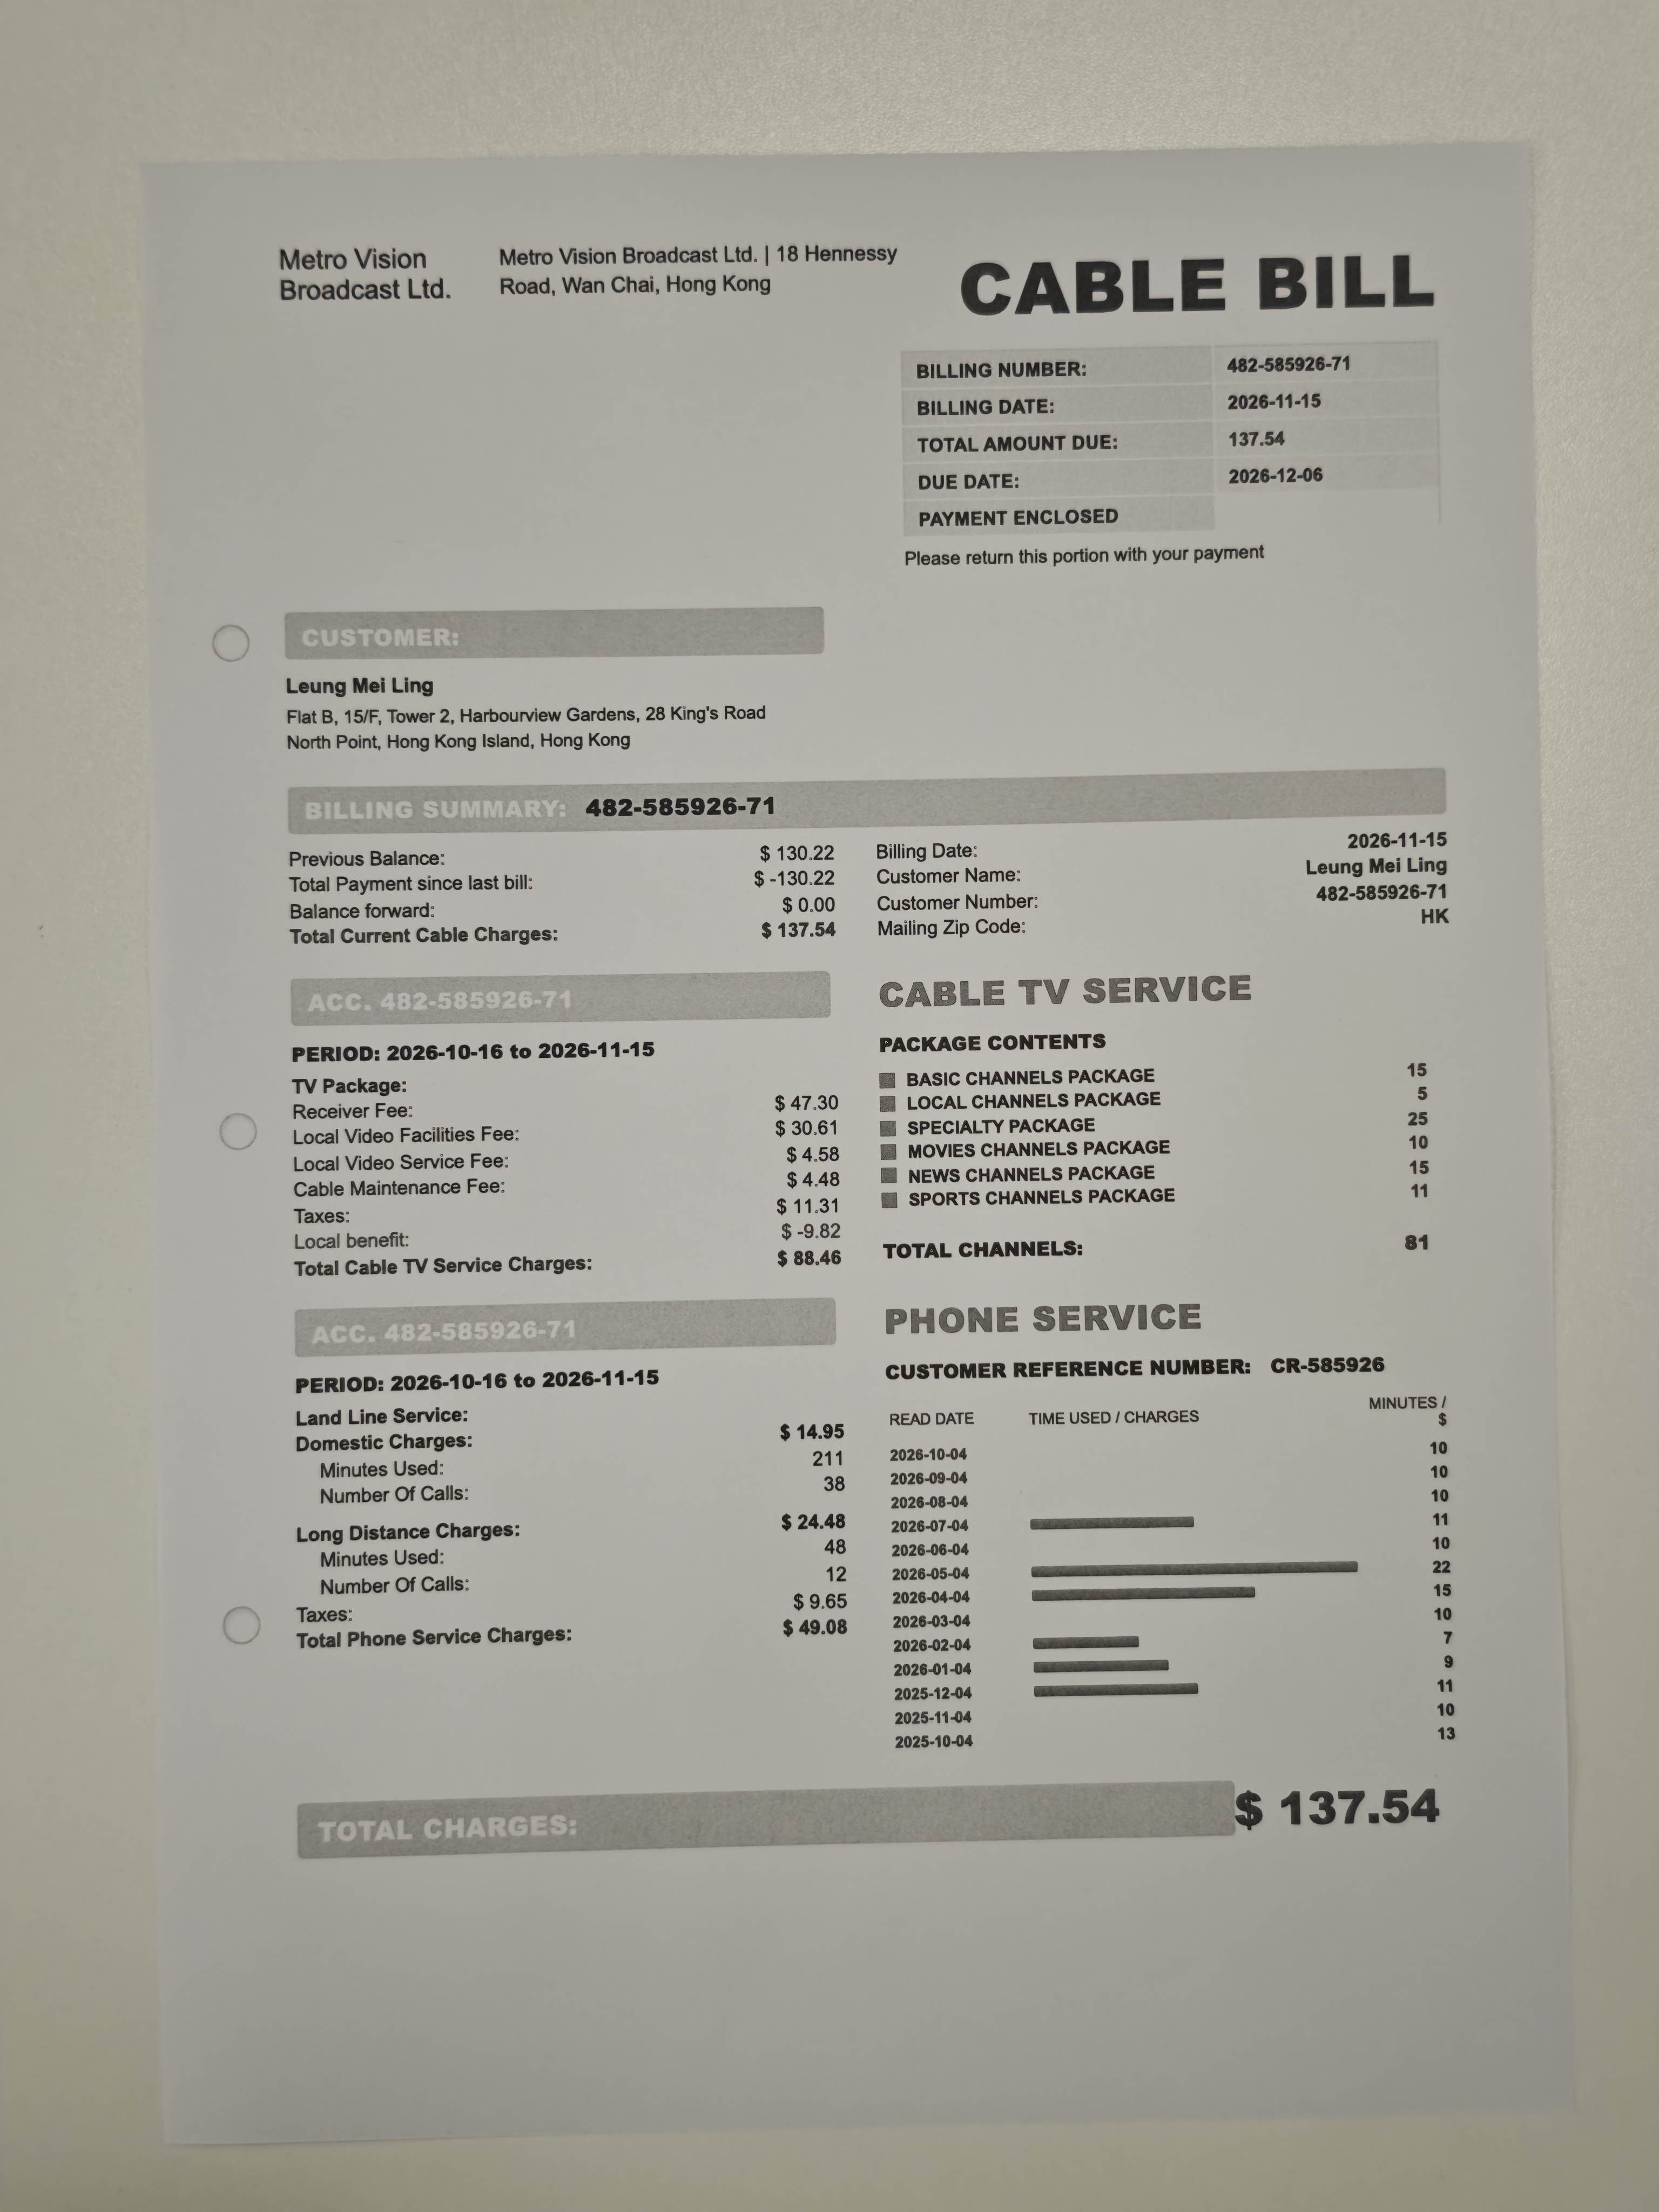 Metro Vision
Broadcast Ltd.
Metro Vision Broadcast Ltd. | 18 Hennessy
Road, Wan Chai, Hong Kong
CABLE BILL
BILLING NUMBER: 482-585926-71
BILLING DATE: 2026-11-15
TOTAL AMOUNT DUE: 137.54
DUE DATE: 2026-12-06
PAYMENT ENCLOSED
Please return this portion with your payment
CUSTOMER:
Leung Mei Ling
Flat B, 15/F, Tower 2, Harbourview Gardens, 28 King's Road
North Point, Hong Kong Island, Hong Kong
BILLING SUMMARY: 482-585926-71
Previous Balance: $ 130.22
Total Payment since last bill: $ -130.22
Balance forward: $ 0.00
Total Current Cable Charges: $ 137.54
Billing Date: 2026-11-15
Customer Name: Leung Mei Ling
Customer Number: 482-585926-71
Mailing Zip Code: HK
ACC. 482-585926-71
PERIOD: 2026-10-16 to 2026-11-15
TV Package:
Receiver Fee: $ 47.30
Local Video Facilities Fee: $ 30.61
Local Video Service Fee: $ 4.58
Cable Maintenance Fee: $ 4.48
Taxes: $ 11.31
Local benefit: $ -9.82
Total Cable TV Service Charges: $ 88.46
CABLE TV SERVICE
PACKAGE CONTENTS
BASIC CHANNELS PACKAGE 15
LOCAL CHANNELS PACKAGE 5
SPECIALTY PACKAGE 25
MOVIES CHANNELS PACKAGE 10
NEWS CHANNELS PACKAGE 15
SPORTS CHANNELS PACKAGE 11
TOTAL CHANNELS: 81
ACC. 482-585926-71
PERIOD: 2026-10-16 to 2026-11-15
Land Line Service:
Domestic Charges: $ 14.95
Minutes Used: 211
Number Of Calls: 38
Long Distance Charges: $ 24.48
Minutes Used: 48
Number Of Calls: 12
Taxes: $ 9.65
Total Phone Service Charges: $ 49.08
PHONE SERVICE
CUSTOMER REFERENCE NUMBER: CR-585926
READ DATE TIME USED / CHARGES MINUTES /
$
2026-10-04 10
2026-09-04 10
2026-08-04 10
2026-07-04 11
2026-06-04 10
2026-05-04 22
2026-04-04 15
2026-03-04 10
2026-02-04 7
2026-01-04 9
2025-12-04 11
2025-11-04 10
2025-10-04 13
TOTAL CHARGES: $ 137.54